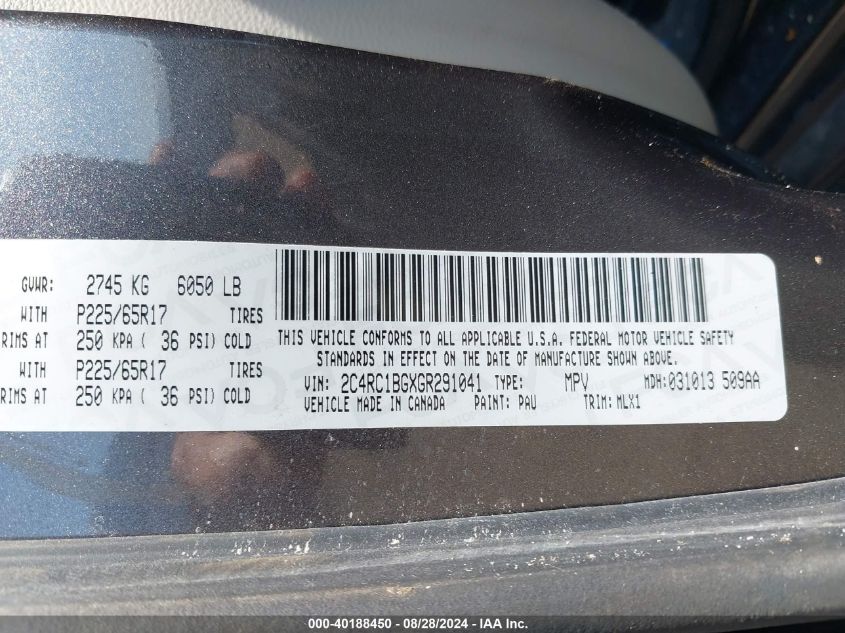 GVWR: 2745 KG 6050 LB
WITH P225/65R17 TIRES
RIMS AT 250 KPA ( 36 PSI) COLD
WITH P225/65R17 TIRES
RIMS AT 250 KPA ( 36 PSI) COLD
THIS VEHICLE CONFORMS TO ALL APPLICABLE U.S.A. FEDERAL MOTOR VEHICLE SAFETY
STANDARDS IN EFFECT ON THE DATE OF MANUFACTURE SHOWN ABOVE.
VIN: 2C4RC1BGXGR291041 TYPE: MPV MDH:031013 509AA
VEHICLE MADE IN CANADA PAINT: PAU TRIM: MLX1
000-40188450 - 08/28/2024 - IAA Inc.